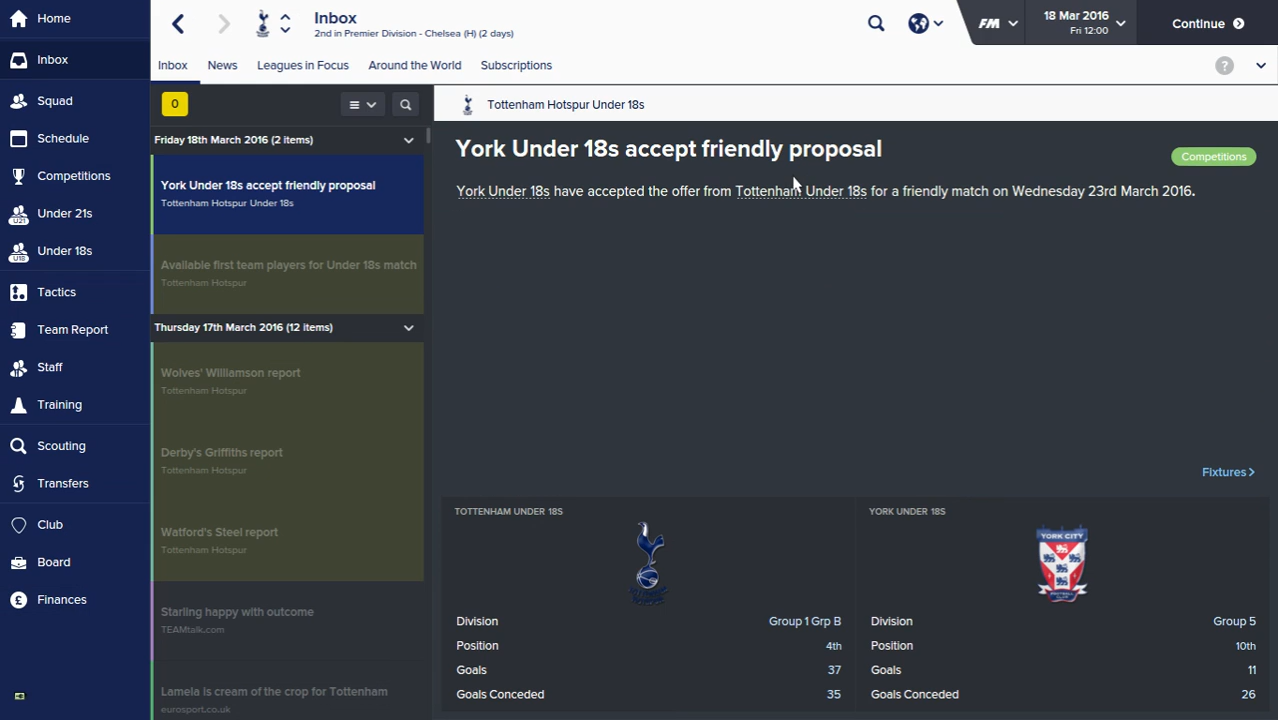 Home
Inbox
Squad
Schedule
Competitions
U21
Under 21s
U18
Under 18s
Tactics
Team Report
Staff
Training
Scouting
Transfers
Club
Board
£
Finances
Inbox
2nd in Premier Division - Chelsea (H) (2 days)
FM
18 Mar 2016
Fri 12:00
Continue
Inbox
News
Leagues in Focus
Around the World
Subscriptions
?
0
Friday 18th March 2016 (2 items)
York Under 18s accept friendly proposal
Tottenham Hotspur Under 18s
Available first team players for Under 18s match
Tottenham Hotspur
Thursday 17th March 2016 (12 items)
Wolves' Williamson report
Tottenham Hotspur
Derby's Griffiths report
Tottenham Hotspur
Watford's Steel report
Tottenham Hotspur
Starling happy with outcome
TEAMtalk.com
Lamela is cream of the crop for Tottenham
eurosport.co.uk
Tottenham Hotspur Under 18s
York Under 18s accept friendly proposal
Competitions
York Under 18s have accepted the offer from Tottenham Under 18s for a friendly match on Wednesday 23rd March 2016.
Fixtures >
TOTTENHAM UNDER 18S
Division Group 1 Grp B
Position 4th
Goals 37
Goals Conceded 35
YORK UNDER 18S
YORK CITY
Division Group 5
Position 10th
Goals 11
Goals Conceded 26